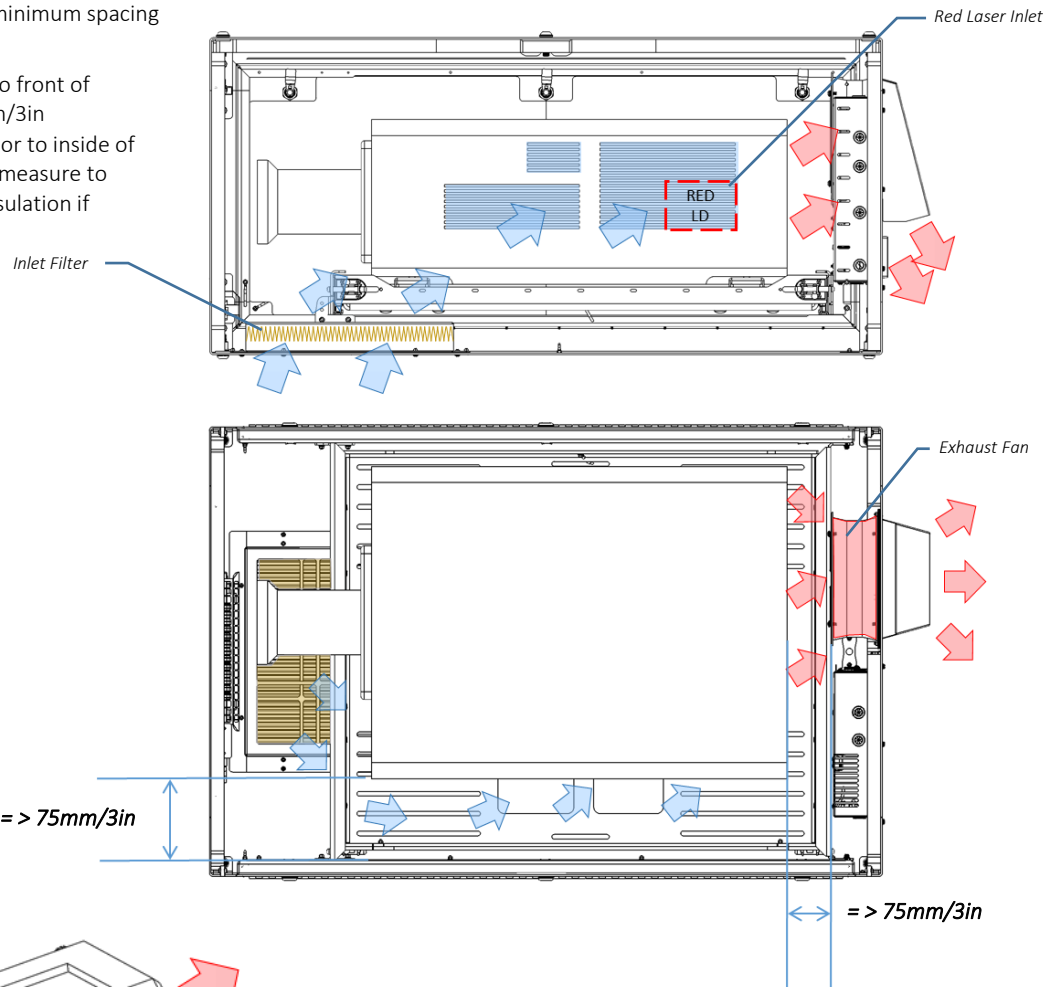 minimum spacing
o front of
m/3in
or to inside of
measure to
sulation if
Red Laser Inlet
RED
LD
Inlet Filter
Exhaust Fan
= > 75mm/3in
= > 75mm/3in